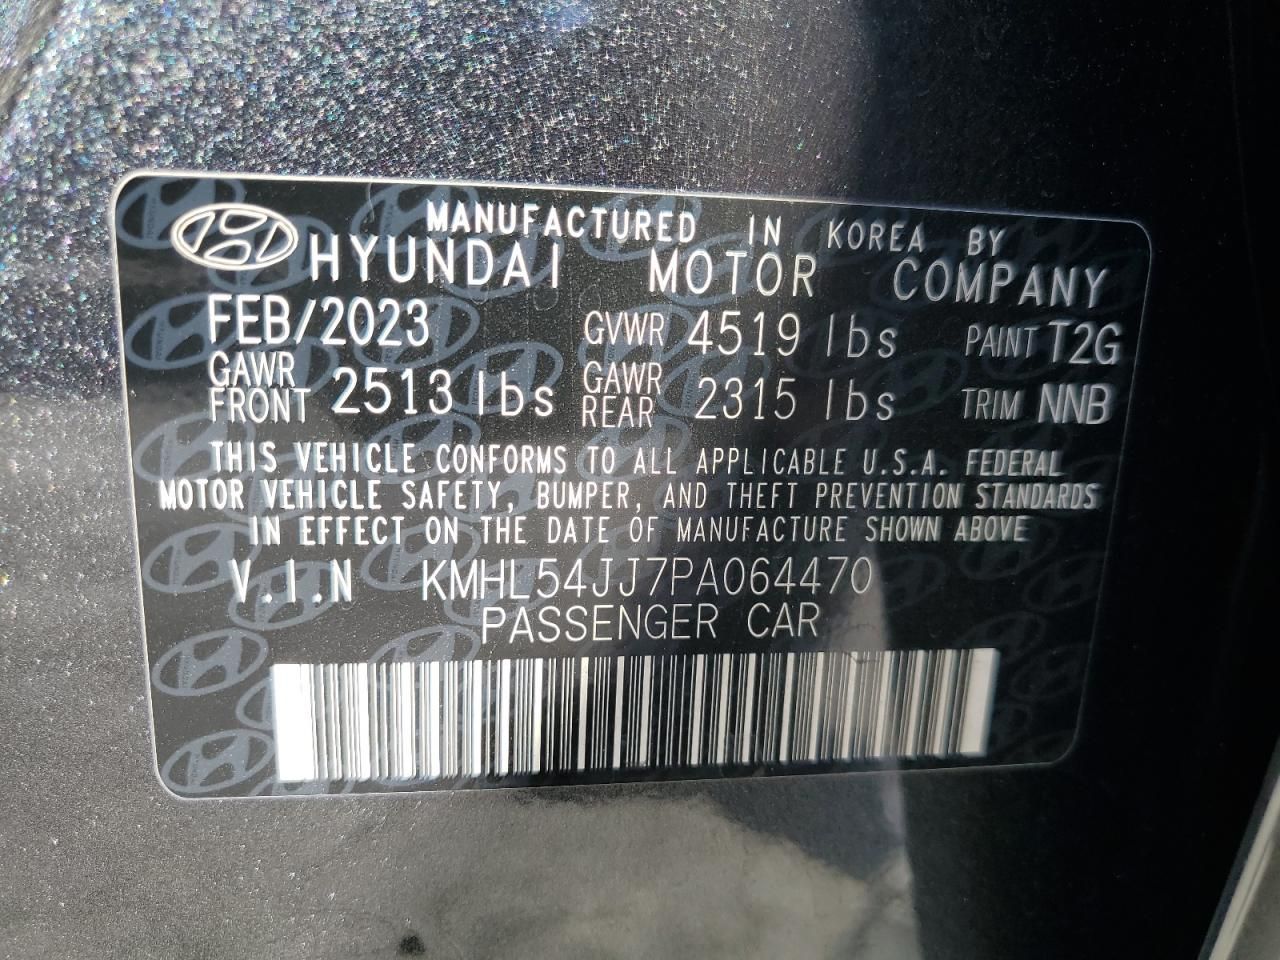 MANUFACTURED IN KOREA BY
HYUNDAI MOTOR COMPANY
FEB/2023 GVWR 4519 lbs PAINT T2G
GAWR FRONT 2513 lbs GAWR REAR 2315 lbs TRIM NNB
THIS VEHICLE CONFORMS TO ALL APPLICABLE U.S.A. FEDERAL
MOTOR VEHICLE SAFETY, BUMPER, AND THEFT PREVENTION STANDARDS
IN EFFECT ON THE DATE OF MANUFACTURE SHOWN ABOVE
V.I.N KMHL54JJ7PA064470
PASSENGER CAR